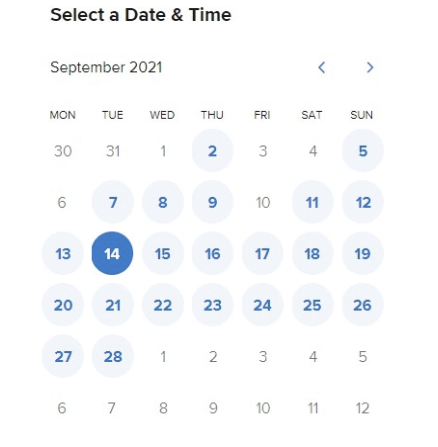 Select a Date & Time
September 2021
MON TUE WED THU FRI SAT SUN
30 31 1 2 3 4 5
6 7 8 9 10 11 12
13 14 15 16 17 18 19
20 21 22 23 24 25 26
27 28 1 2 3 4 5
6 7 8 9 10 11 12